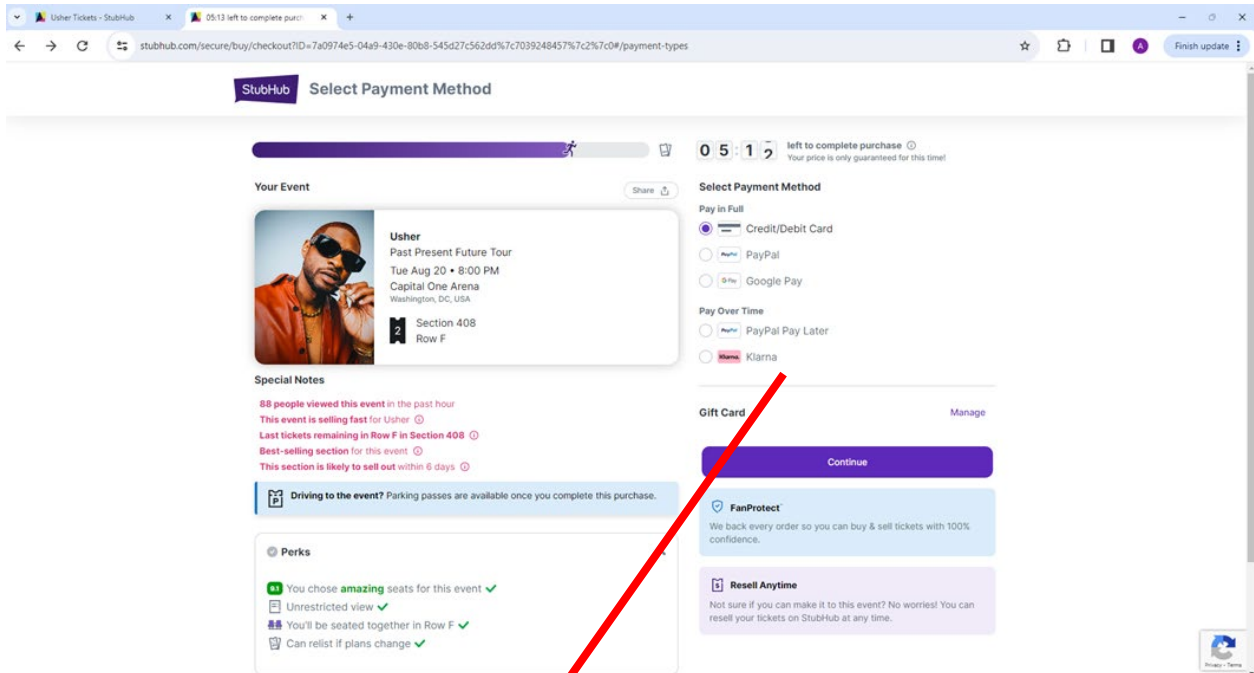 Usher Tickets - StubHub
05:13 left to complete purc
Finish update
stubhub.com/secure/buy/checkout?ID=7a0974e5-04a9-430e-80b8-545d27c562dd%7c7039248457%7c2%7c0#/payment-types
A
StubHub
Select Payment Method
05:12
left to complete purchase
Your price is only guaranteed for this time!
Your Event
Share
Usher
Past Present Future Tour
Tue Aug 20 • 8:00 PM
Capital One Arena
Washington, DC, USA
2
Section 408
Row F
Special Notes
88 people viewed this event in the past hour
This event is selling fast for Usher
Last tickets remaining in Row F in Section 408
Best-selling section for this event
This section is likely to sell out within 6 days
P
Driving to the event? Parking passes are available once you complete this purchase.
Perks
9.1
You chose amazing seats for this event
Unrestricted view
You'll be seated together in Row F
Can relist if plans change
Select Payment Method
Pay in Full
Credit/Debit Card
PayPal
PayPal
G Pay
Google Pay
Pay Over Time
PayPal
PayPal Pay Later
Klarna.
Klarna
Gift Card
Manage
Continue
FanProtect
We back every order so you can buy & sell tickets with 100%
confidence.
Resell Anytime
Not sure if you can make it to this event? No worries! You can
resell your tickets on StubHub at any time.
Privacy - Terms